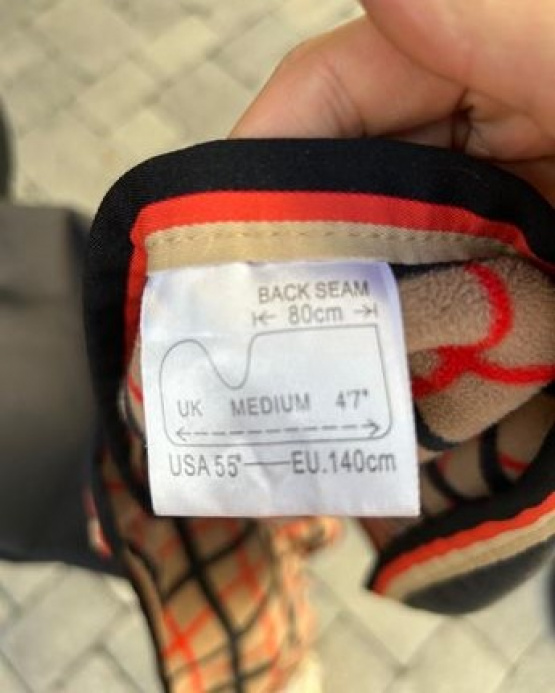 BACK SEAM
80cm
UK MEDIUM 4'7"
USA 55"—EU.140cm